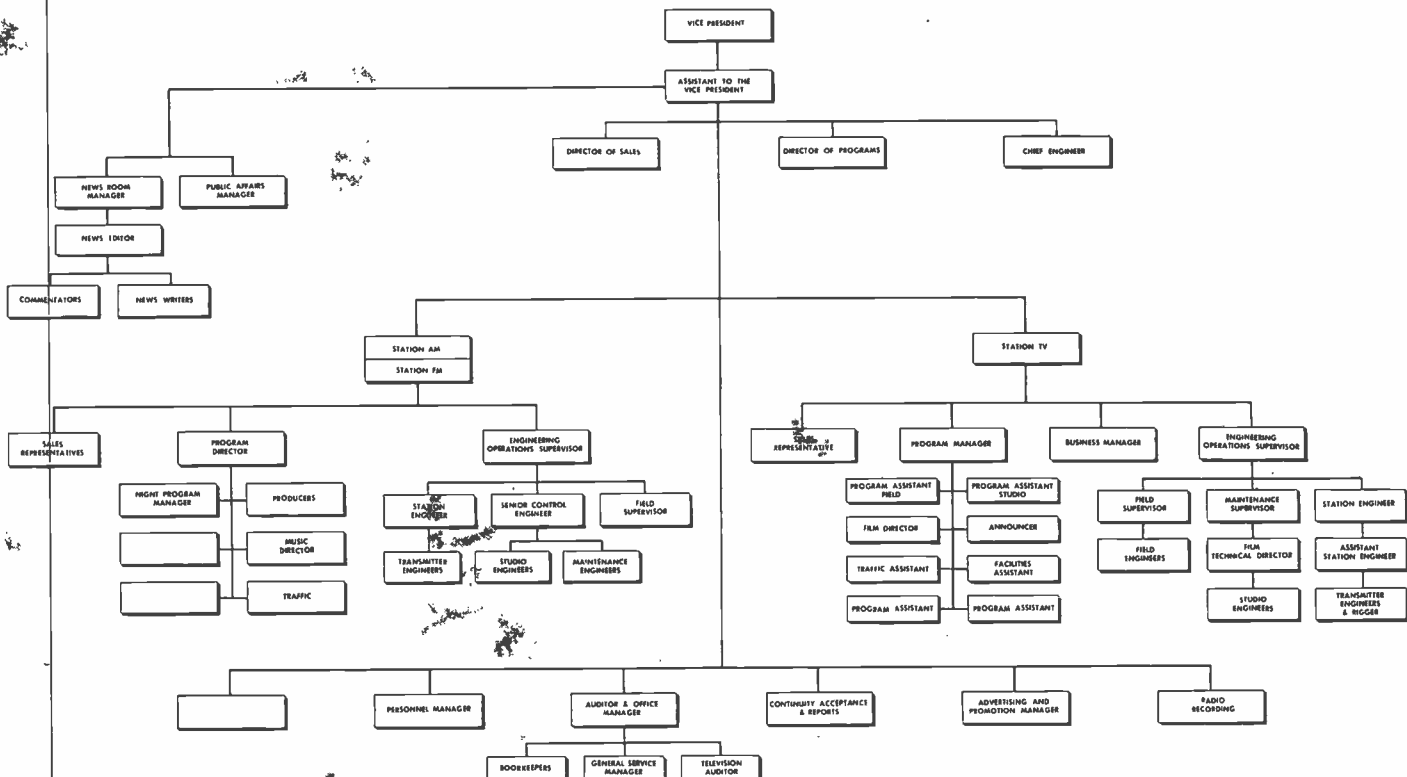 VICE PRESIDENT
ASSISTANT TO THE
VICE PRESIDENT
DIRECTOR OF SALES
DIRECTOR OF PROGRAMS
CHIEF ENGINEER
NEWS ROOM
MANAGER
PUBLIC AFFAIRS
MANAGER
NEWS EDITOR
COMMENTATORS
NEWS WRITERS
STATION AM
STATION FM
STATION TV
SALES
REPRESENTATIVES
PROGRAM
DIRECTOR
ENGINEERING
OPERATIONS SUPERVISOR
REPRESENTATIVE
PROGRAM MANAGER
BUSINESS MANAGER
ENGINEERING
OPERATIONS SUPERVISOR
NIGHT PROGRAM
MANAGER
PRODUCERS
MUSIC
DIRECTOR
TRAFFIC
STATION
ENGINEER
SENIOR CONTROL
ENGINEER
FIELD
SUPERVISOR
TRANSMITTER
ENGINEERS
STUDIO
ENGINEERS
MAINTENANCE
ENGINEERS
PROGRAM ASSISTANT
FIELD
PROGRAM ASSISTANT
STUDIO
FILM DIRECTOR
ANNOUNCER
TRAFFIC ASSISTANT
FACILITIES
ASSISTANT
PROGRAM ASSISTANT
PROGRAM ASSISTANT
FIELD
SUPERVISOR
MAINTENANCE
SUPERVISOR
STATION ENGINEER
FIELD
ENGINEERS
FILM
TECHNICAL DIRECTOR
ASSISTANT
STATION ENGINEER
STUDIO
ENGINEERS
TRANSMITTER
ENGINEERS
& RIGGER
PERSONNEL MANAGER
AUDITOR & OFFICE
MANAGER
CONTINUITY ACCEPTANCE
& REPORTS
ADVERTISING AND
PROMOTION MANAGER
RADIO
RECORDING
BOOKKEEPERS
GENERAL SERVICE
MANAGER
TELEVISION
AUDITOR